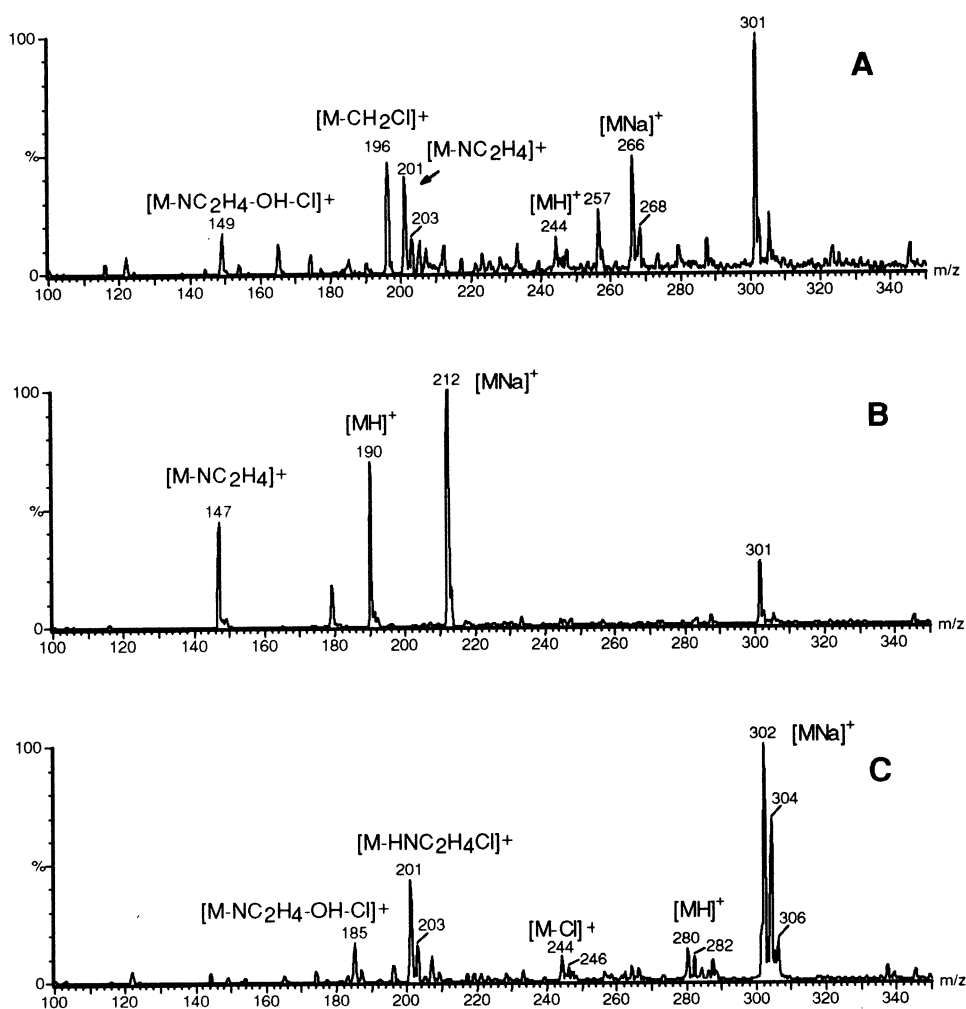 301
100
A
[M-CH2Cl]+
[MNa]+
196
[M-NC2H4]+
266
%
201
[M-NC2H4-OH-Cl]+
[MH]+
257
149
203
244
268
0
m/z
100 120 140 160 180 200 220 240 260 280 300 320 340
100
212
[MNa]+
B
[MH]+
190
[M-NC2H4]+
%
147
301
0
m/z
100 120 140 160 180 200 220 240 260 280 300 320 340
302
[MNa]+
100
C
304
[M-HNC2H4Cl]+
%
201
[M-NC2H4-OH-Cl]+
[MH]+
203
[M-Cl]+
306
185
244
280
282
246
0
m/z
100 120 140 160 180 200 220 240 260 280 300 320 340